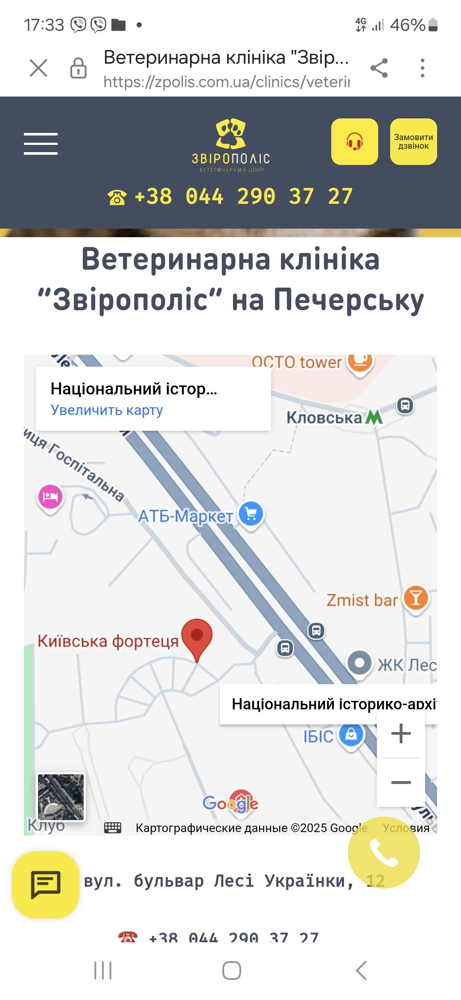 17:33
4G
46%
Ветеринарна клініка "Звір...
https://zpolis.com.ua/clinics/veterin
ЗВІРОПОЛІС
ВЕТЕРИНАРНИЙ ЦЕНТР
Замовити
дзвінок
+38 044 290 37 27
Ветеринарна клініка
“Звірополіс” на Печерську
OCTO tower
Національний істор...
Увеличить карту
Кловська
иця Госпітальна
АТБ-Маркет
Zmist bar
Київська фортеця
ЖК Лес
Національний історико-архіт
ІБІС
Google
Клуб
Картографические данные ©2025 Google
Условия
вул. бульвар Лесі Українки, 12
+38 044 290 37 27